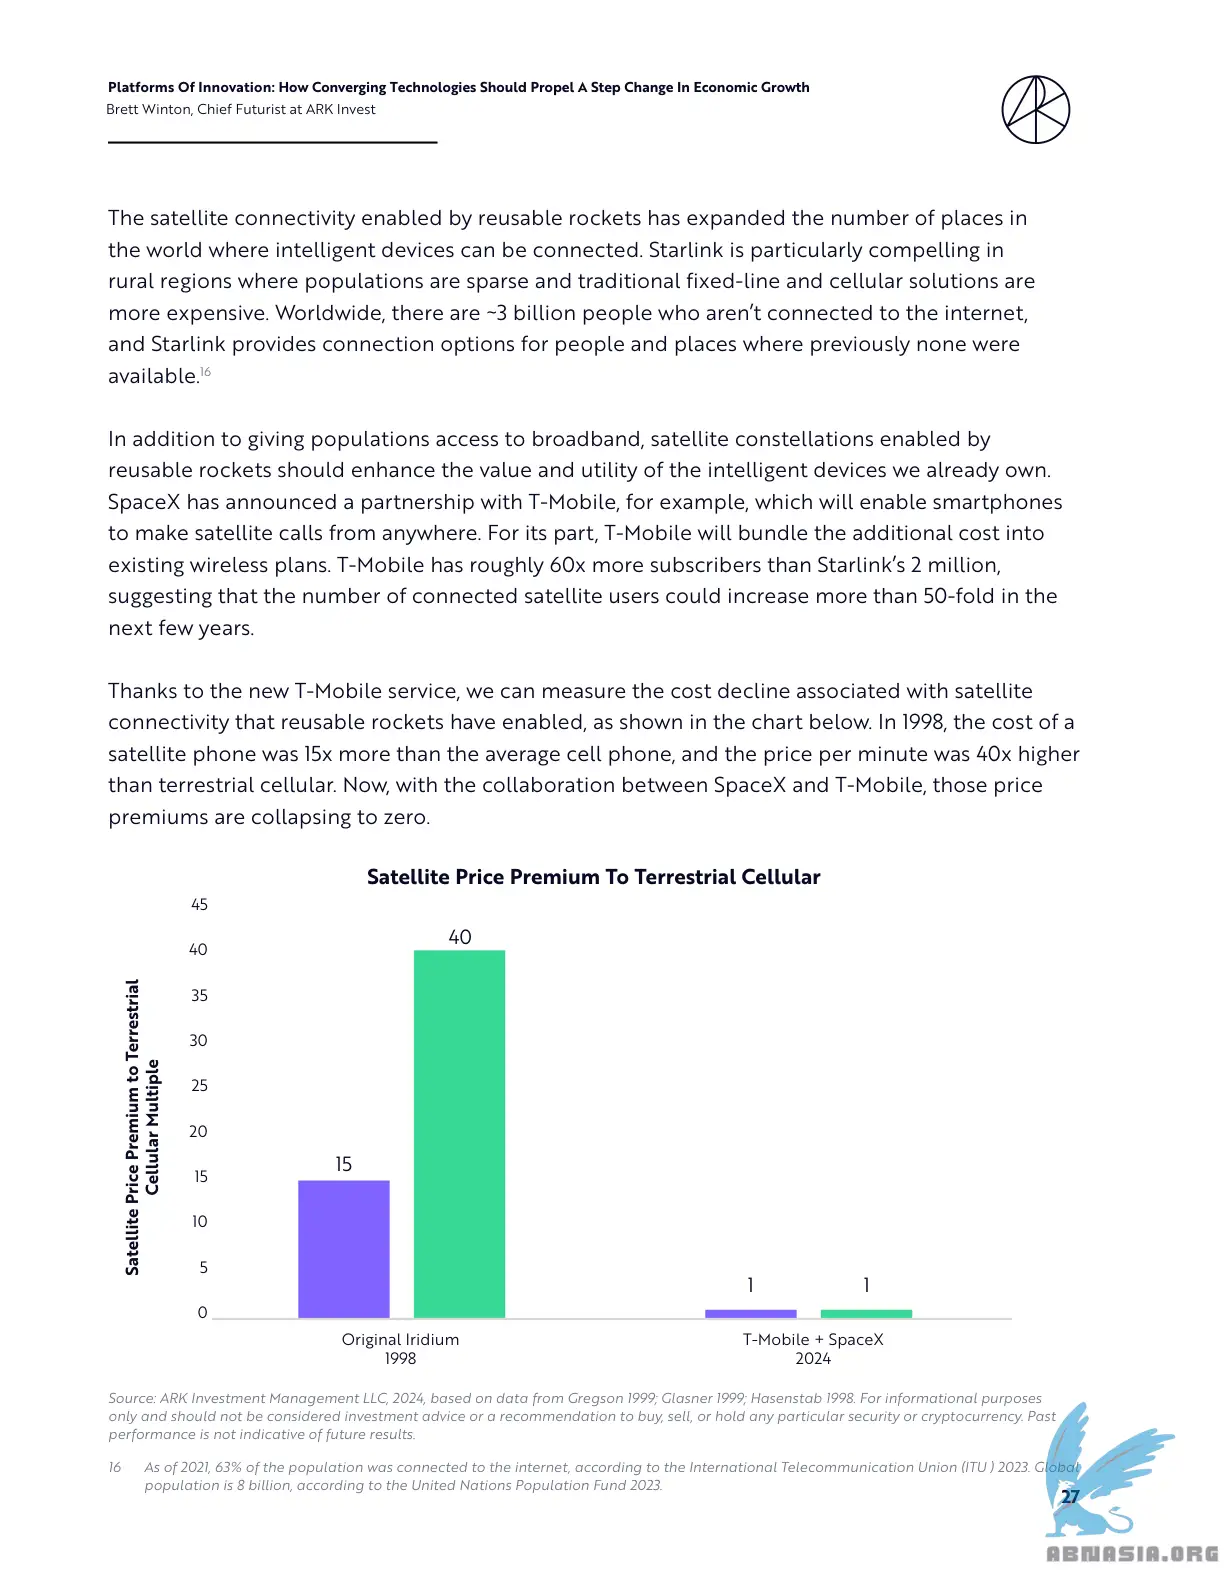 Platforms Of Innovation: How Converging Technologies Should Propel A Step Change In Economic Growth
Brett Winton, Chief Futurist at ARK Invest
The satellite connectivity enabled by reusable rockets has expanded the number of places in
the world where intelligent devices can be connected. Starlink is particularly compelling in
rural regions where populations are sparse and traditional fixed-line and cellular solutions are
more expensive. Worldwide, there are ~3 billion people who aren’t connected to the internet,
and Starlink provides connection options for people and places where previously none were
available.16
In addition to giving populations access to broadband, satellite constellations enabled by
reusable rockets should enhance the value and utility of the intelligent devices we already own.
SpaceX has announced a partnership with T-Mobile, for example, which will enable smartphones
to make satellite calls from anywhere. For its part, T-Mobile will bundle the additional cost into
existing wireless plans. T-Mobile has roughly 60x more subscribers than Starlink’s 2 million,
suggesting that the number of connected satellite users could increase more than 50-fold in the
next few years.
Thanks to the new T-Mobile service, we can measure the cost decline associated with satellite
connectivity that reusable rockets have enabled, as shown in the chart below. In 1998, the cost of a
satellite phone was 15x more than the average cell phone, and the price per minute was 40x higher
than terrestrial cellular. Now, with the collaboration between SpaceX and T-Mobile, those price
premiums are collapsing to zero.
Satellite Price Premium To Terrestrial Cellular
Satellite Price Premium to Terrestrial
Cellular Multiple
45
40
35
30
25
20
15
10
5
0
15
40
1
1
Original Iridium
1998
T-Mobile + SpaceX
2024
Source: ARK Investment Management LLC, 2024, based on data from Gregson 1999; Glasner 1999; Hasenstab 1998. For informational purposes
only and should not be considered investment advice or a recommendation to buy, sell, or hold any particular security or cryptocurrency. Past
performance is not indicative of future results.
16 As of 2021, 63% of the population was connected to the internet, according to the International Telecommunication Union (ITU ) 2023. Global
population is 8 billion, according to the United Nations Population Fund 2023.
27
ABNASIA.ORG